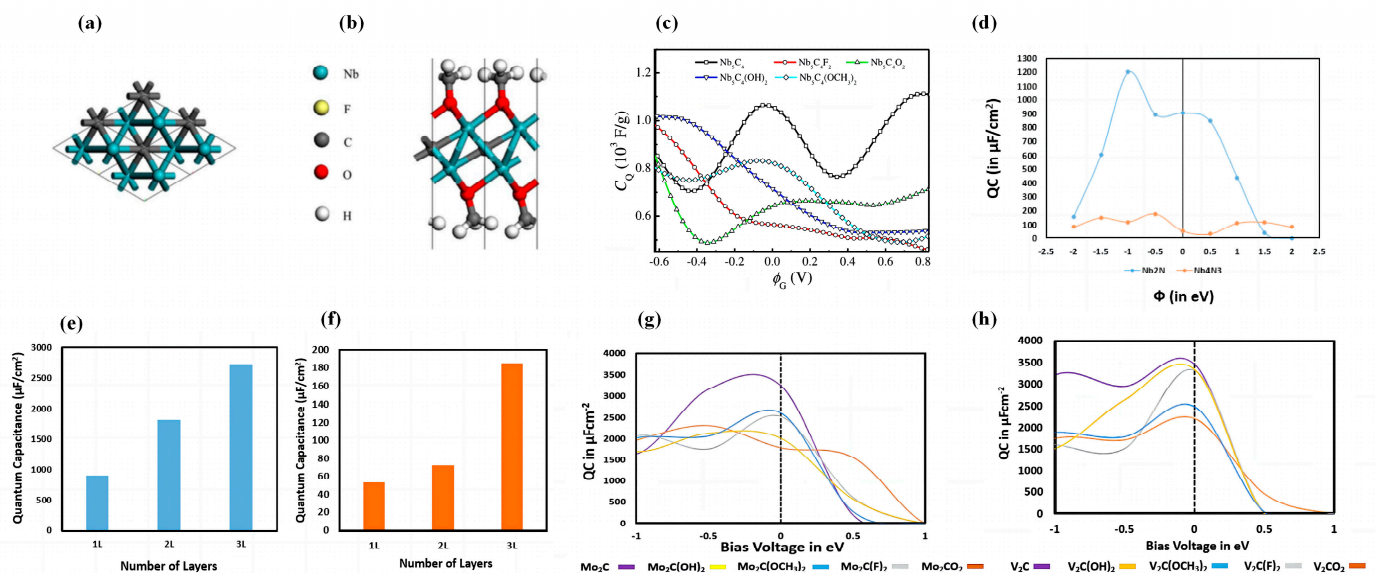 (a)
(b)
Nb
F
C
O
H
(c)
C_Q (10^3 F/g)
1.2
1.0
0.8
0.6
Nb5C4 Nb5C4F2 Nb5C4O2
Nb5C4(OH)2 Nb5C4(OCH3)2
-0.6 -0.4 -0.2 0.0 0.2 0.4 0.6 0.8
ϕ_G (V)
(d)
QC (in µF/cm²)
1300
1200
1100
1000
900
800
700
600
500
400
300
200
100
0
-2.5 -2 -1.5 -1 -0.5 0 0.5 1 1.5 2 2.5
Nb2N Nb4N3
Φ (in eV)
(e)
Quantum Capacitance (µF/cm²)
3000
2500
2000
1500
1000
500
0
1L 2L 3L
Number of Layers
(f)
Quantum Capacitance (µF/cm²)
200
180
160
140
120
100
80
60
40
20
0
1L 2L 3L
Number of Layers
(g)
QC in µFcm⁻²
4000
3500
3000
2500
2000
1500
1000
500
0
-1 -0.5 0 0.5 1
Bias Voltage in eV
Mo2C Mo2C(OH)2 Mo2C(OCH3)2 Mo2C(F)2 Mo2CO2
(h)
QC in µFcm⁻²
4000
3500
3000
2500
2000
1500
1000
500
0
-1 -0.5 0 0.5 1
Bias Voltage in eV
V2C V2C(OH)2 V2C(OCH3)2 V2C(F)2 V2CO2